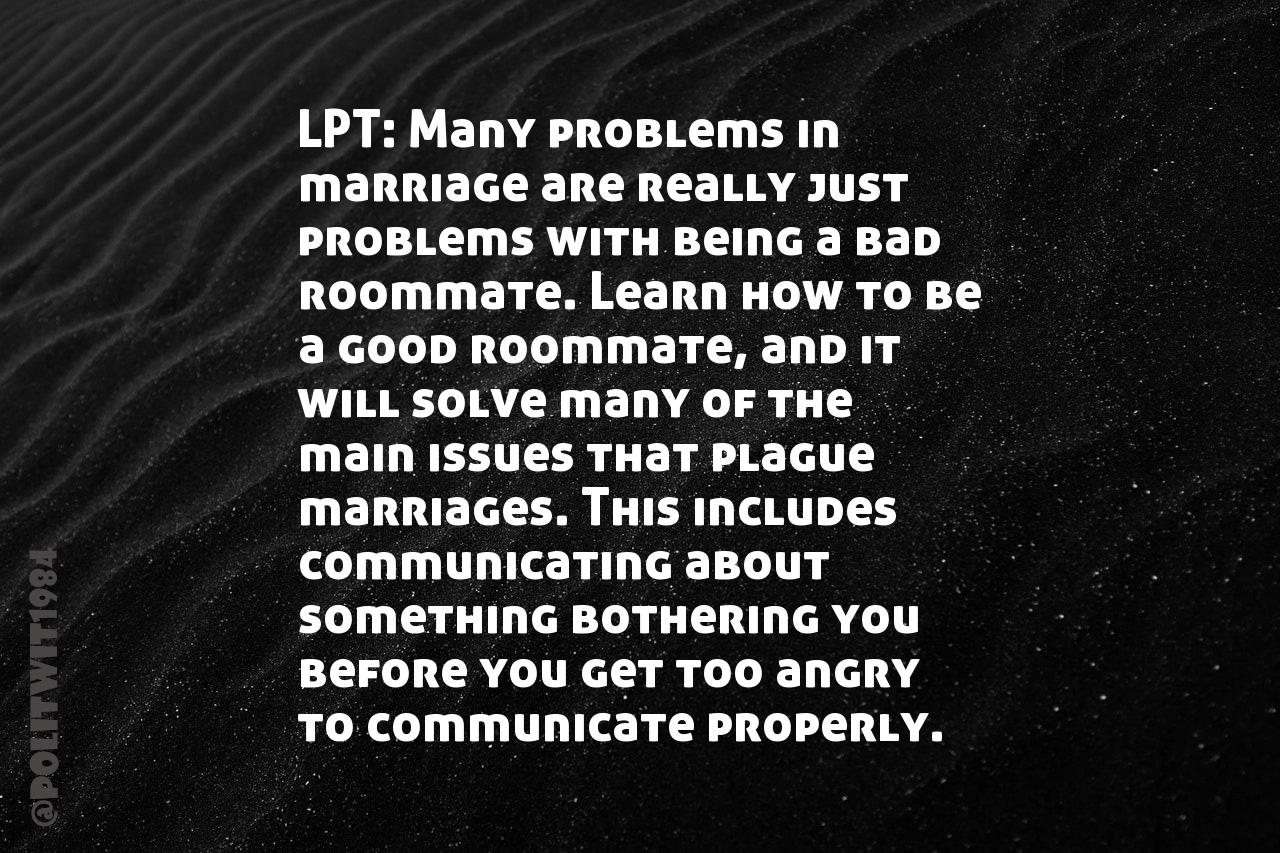 LPT: Many problems in
marriage are really just
problems with being a bad
roommate. Learn how to be
a good roommate, and it
will solve many of the
main issues that plague
marriages. This includes
communicating about
something bothering you
before you get too angry
to communicate properly.
@POLITWIT1984